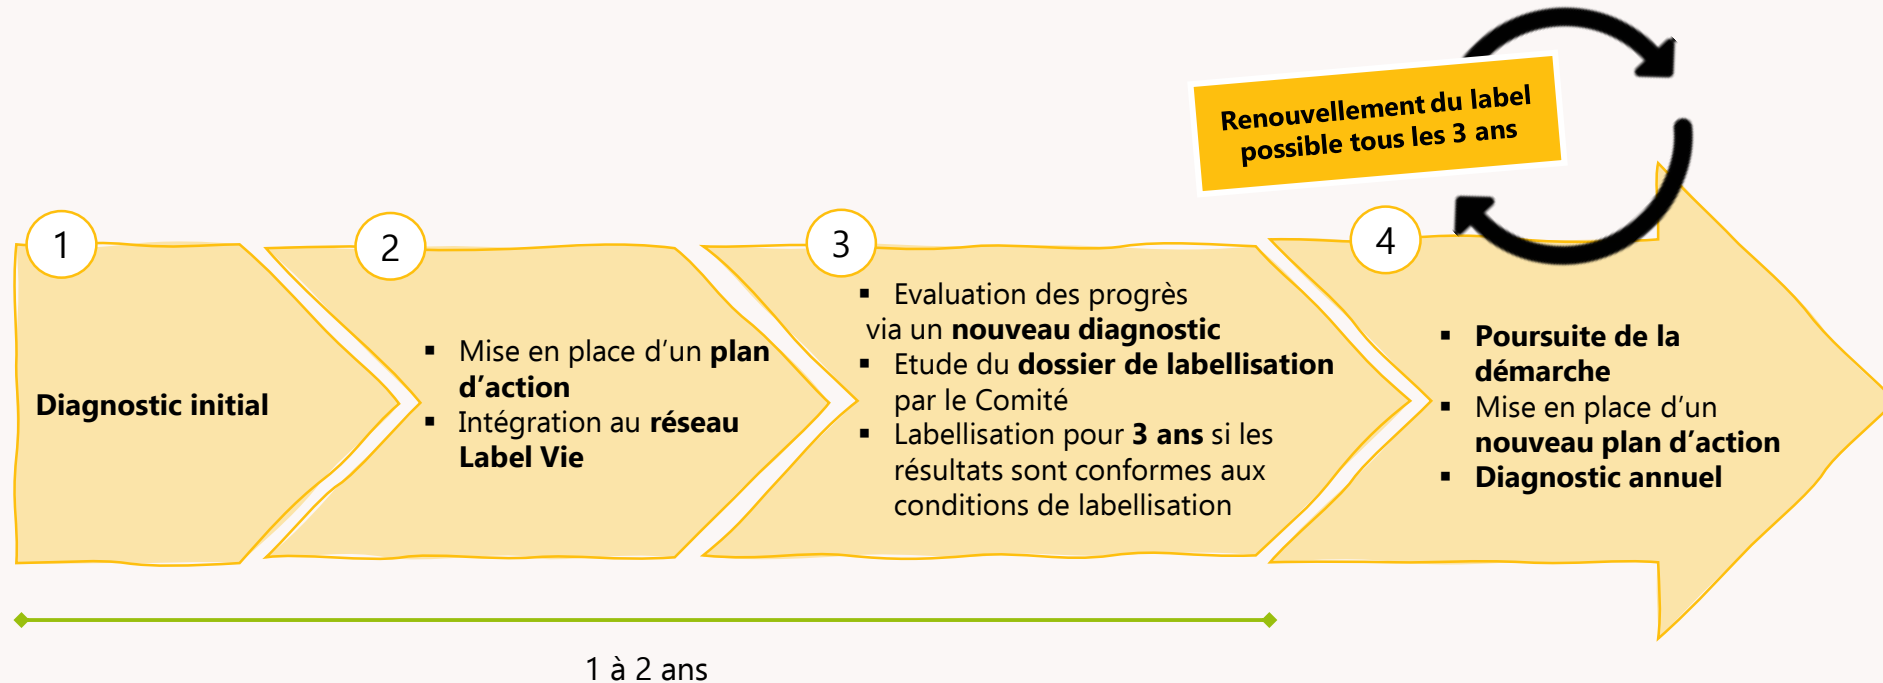 Renouvellement du label
possible tous les 3 ans
1
Diagnostic initial
2
▪ Mise en place d’un plan
d’action
▪ Intégration au réseau
Label Vie
3
▪ Evaluation des progrès
via un nouveau diagnostic
▪ Etude du dossier de labellisation
par le Comité
▪ Labellisation pour 3 ans si les
résultats sont conformes aux
conditions de labellisation
4
▪ Poursuite de la
démarche
▪ Mise en place d’un
nouveau plan d’action
▪ Diagnostic annuel
1 à 2 ans